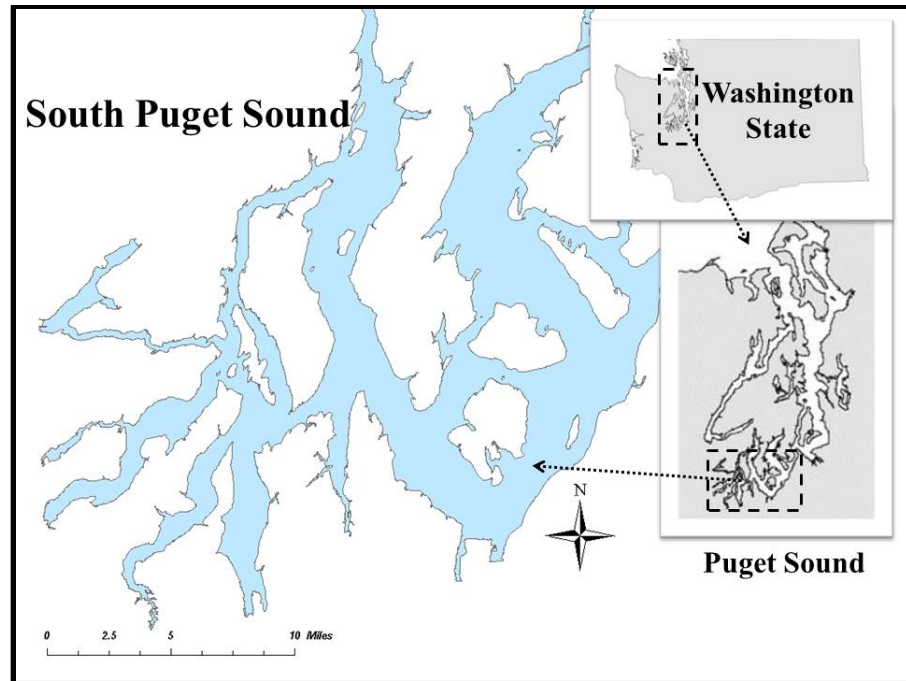 South Puget Sound
Washington
State
N
Puget Sound
0 2.5 5 10 Miles